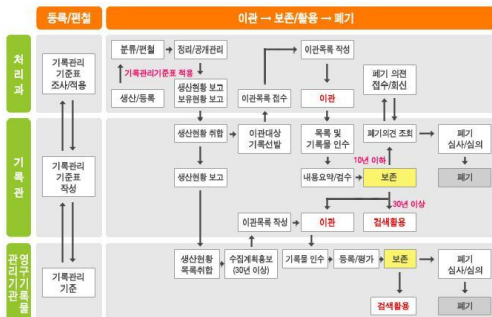 등록/편철
이관 → 보존/활용 → 폐기
처리과
기록관리
기준표
조사/적용
분류/편철
정리/공개관리
기록관리기준표 적용
생산/등록
생산현황 보고
보유현황 보고
이관목록 작성
이관목록 접수
이관
폐기 의견
접수/회신
기록관
기록관리
기준표
작성
생산현황 취합
이관대상
기록선발
목록 및
기록물 인수
폐기의견 조회
폐기
심사/심의
10년 이하
생산현황 보고
내용요약/검수
보존
폐기
30년 이상
이관목록 작성
이관
검색활용
영구기록물
관리기관
기록관리
기준
생산현황
목록취합
수집계획홍보
(30년 이상)
기록물 인수
등록/평가
보존
폐기
심사/심의
검색활용
폐기